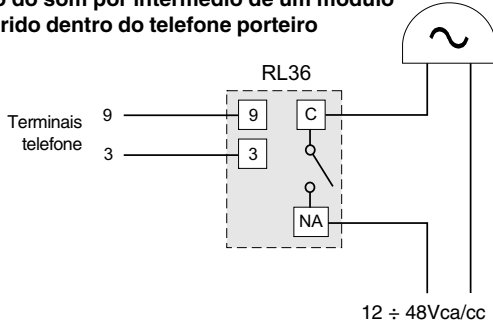 do som por intermédio de um módulo
dentro do telefone porteiro
RL36
Terminais
telefone
9
3
9
3
C
NA
12 ÷ 48Vca/cc